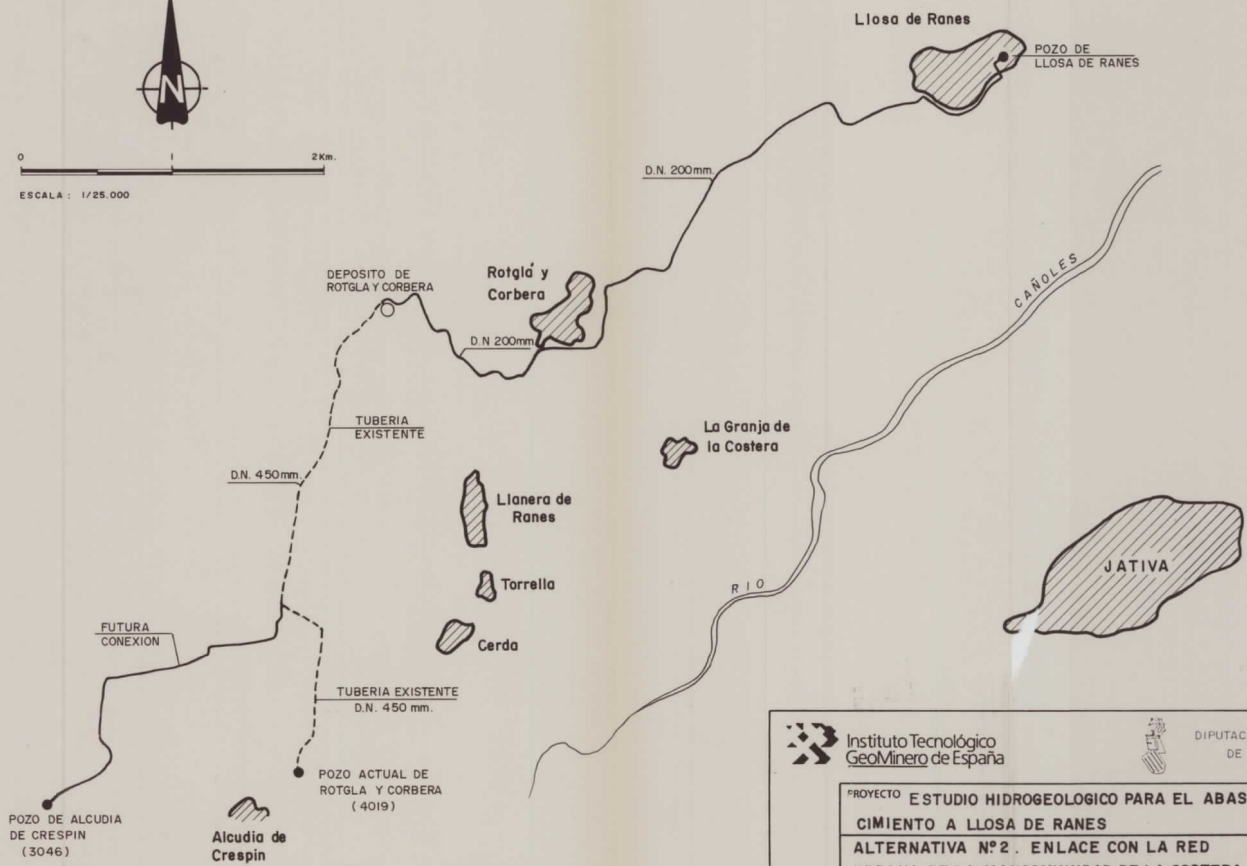 Llosa de Ranes
POZO DE
LLOSA DE RANES
N
0 1 2Km.
ESCALA : 1/25.000
D.N. 200mm.
DEPOSITO DE
ROTGLA Y CORBERA
Rotglá y
Corbera
CAÑOLES
D.N 200mm.
TUBERIA
EXISTENTE
La Granja de
la Costera
D.N. 450mm.
Llanera de
Ranes
JATIVA
Torrella
RIO
FUTURA
CONEXION
Cerda
TUBERIA EXISTENTE
D.N. 450 mm.
POZO ACTUAL DE
ROTGLA Y CORBERA
(4019)
POZO DE ALCUDIA
DE CRESPIN
(3046)
Alcudia de
Crespin
Instituto Tecnológico
GeoMinero de España
DIPUTAC
DE
PROYECTO ESTUDIO HIDROGEOLOGICO PARA EL ABAS
CIMIENTO A LLOSA DE RANES
ALTERNATIVA Nº2. ENLACE CON LA RED